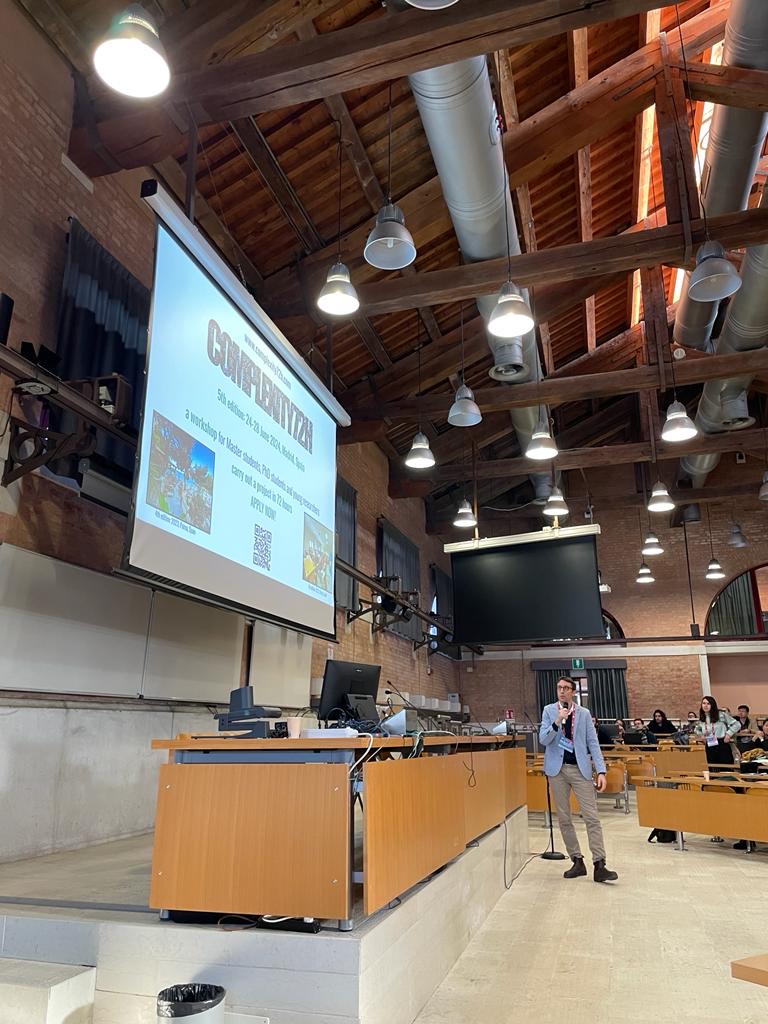 www.complexity72h.com
COMPLEXITY72H
5th edition: 24-28 June 2024, Madrid, Spain
a workshop for Master students, PhD students and young researchers
carry out a project in 72 hours
APPLY NOW!